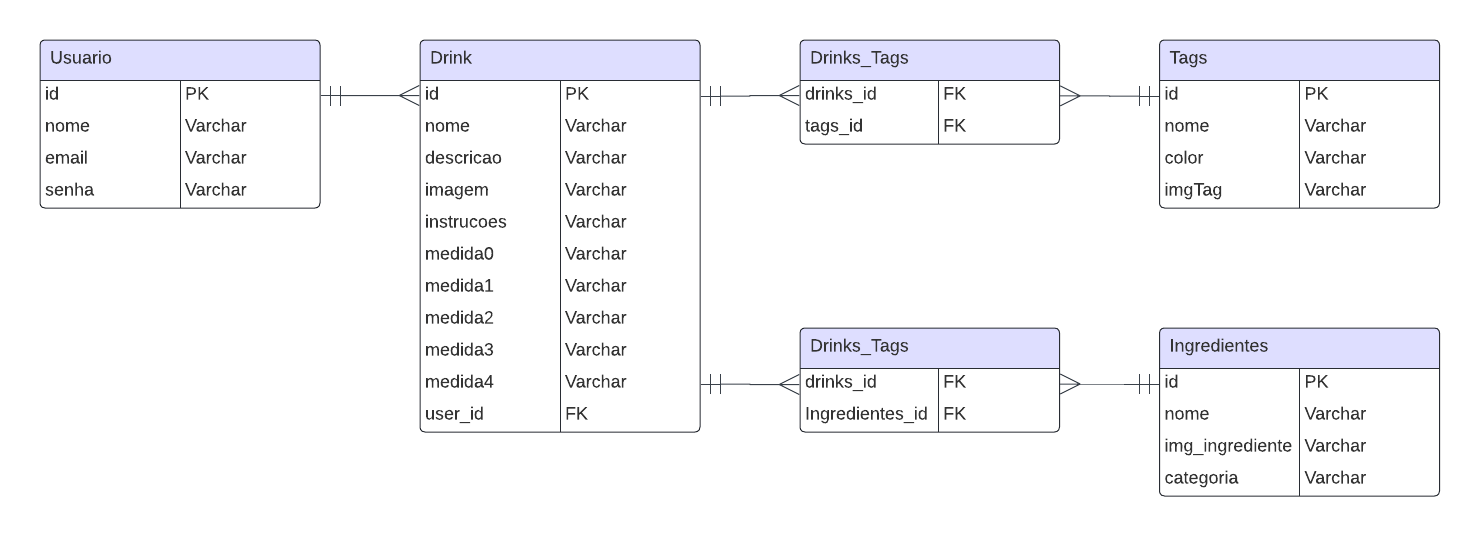 Usuario
id PK
nome Varchar
email Varchar
senha Varchar
Drink
id PK
nome Varchar
descricao Varchar
imagem Varchar
instrucoes Varchar
medida0 Varchar
medida1 Varchar
medida2 Varchar
medida3 Varchar
medida4 Varchar
user_id FK
Drinks_Tags
drinks_id FK
tags_id FK
Tags
id PK
nome Varchar
color Varchar
imgTag Varchar
Drinks_Tags
drinks_id FK
Ingredientes_id FK
Ingredientes
id PK
nome Varchar
img_ingrediente Varchar
categoria Varchar